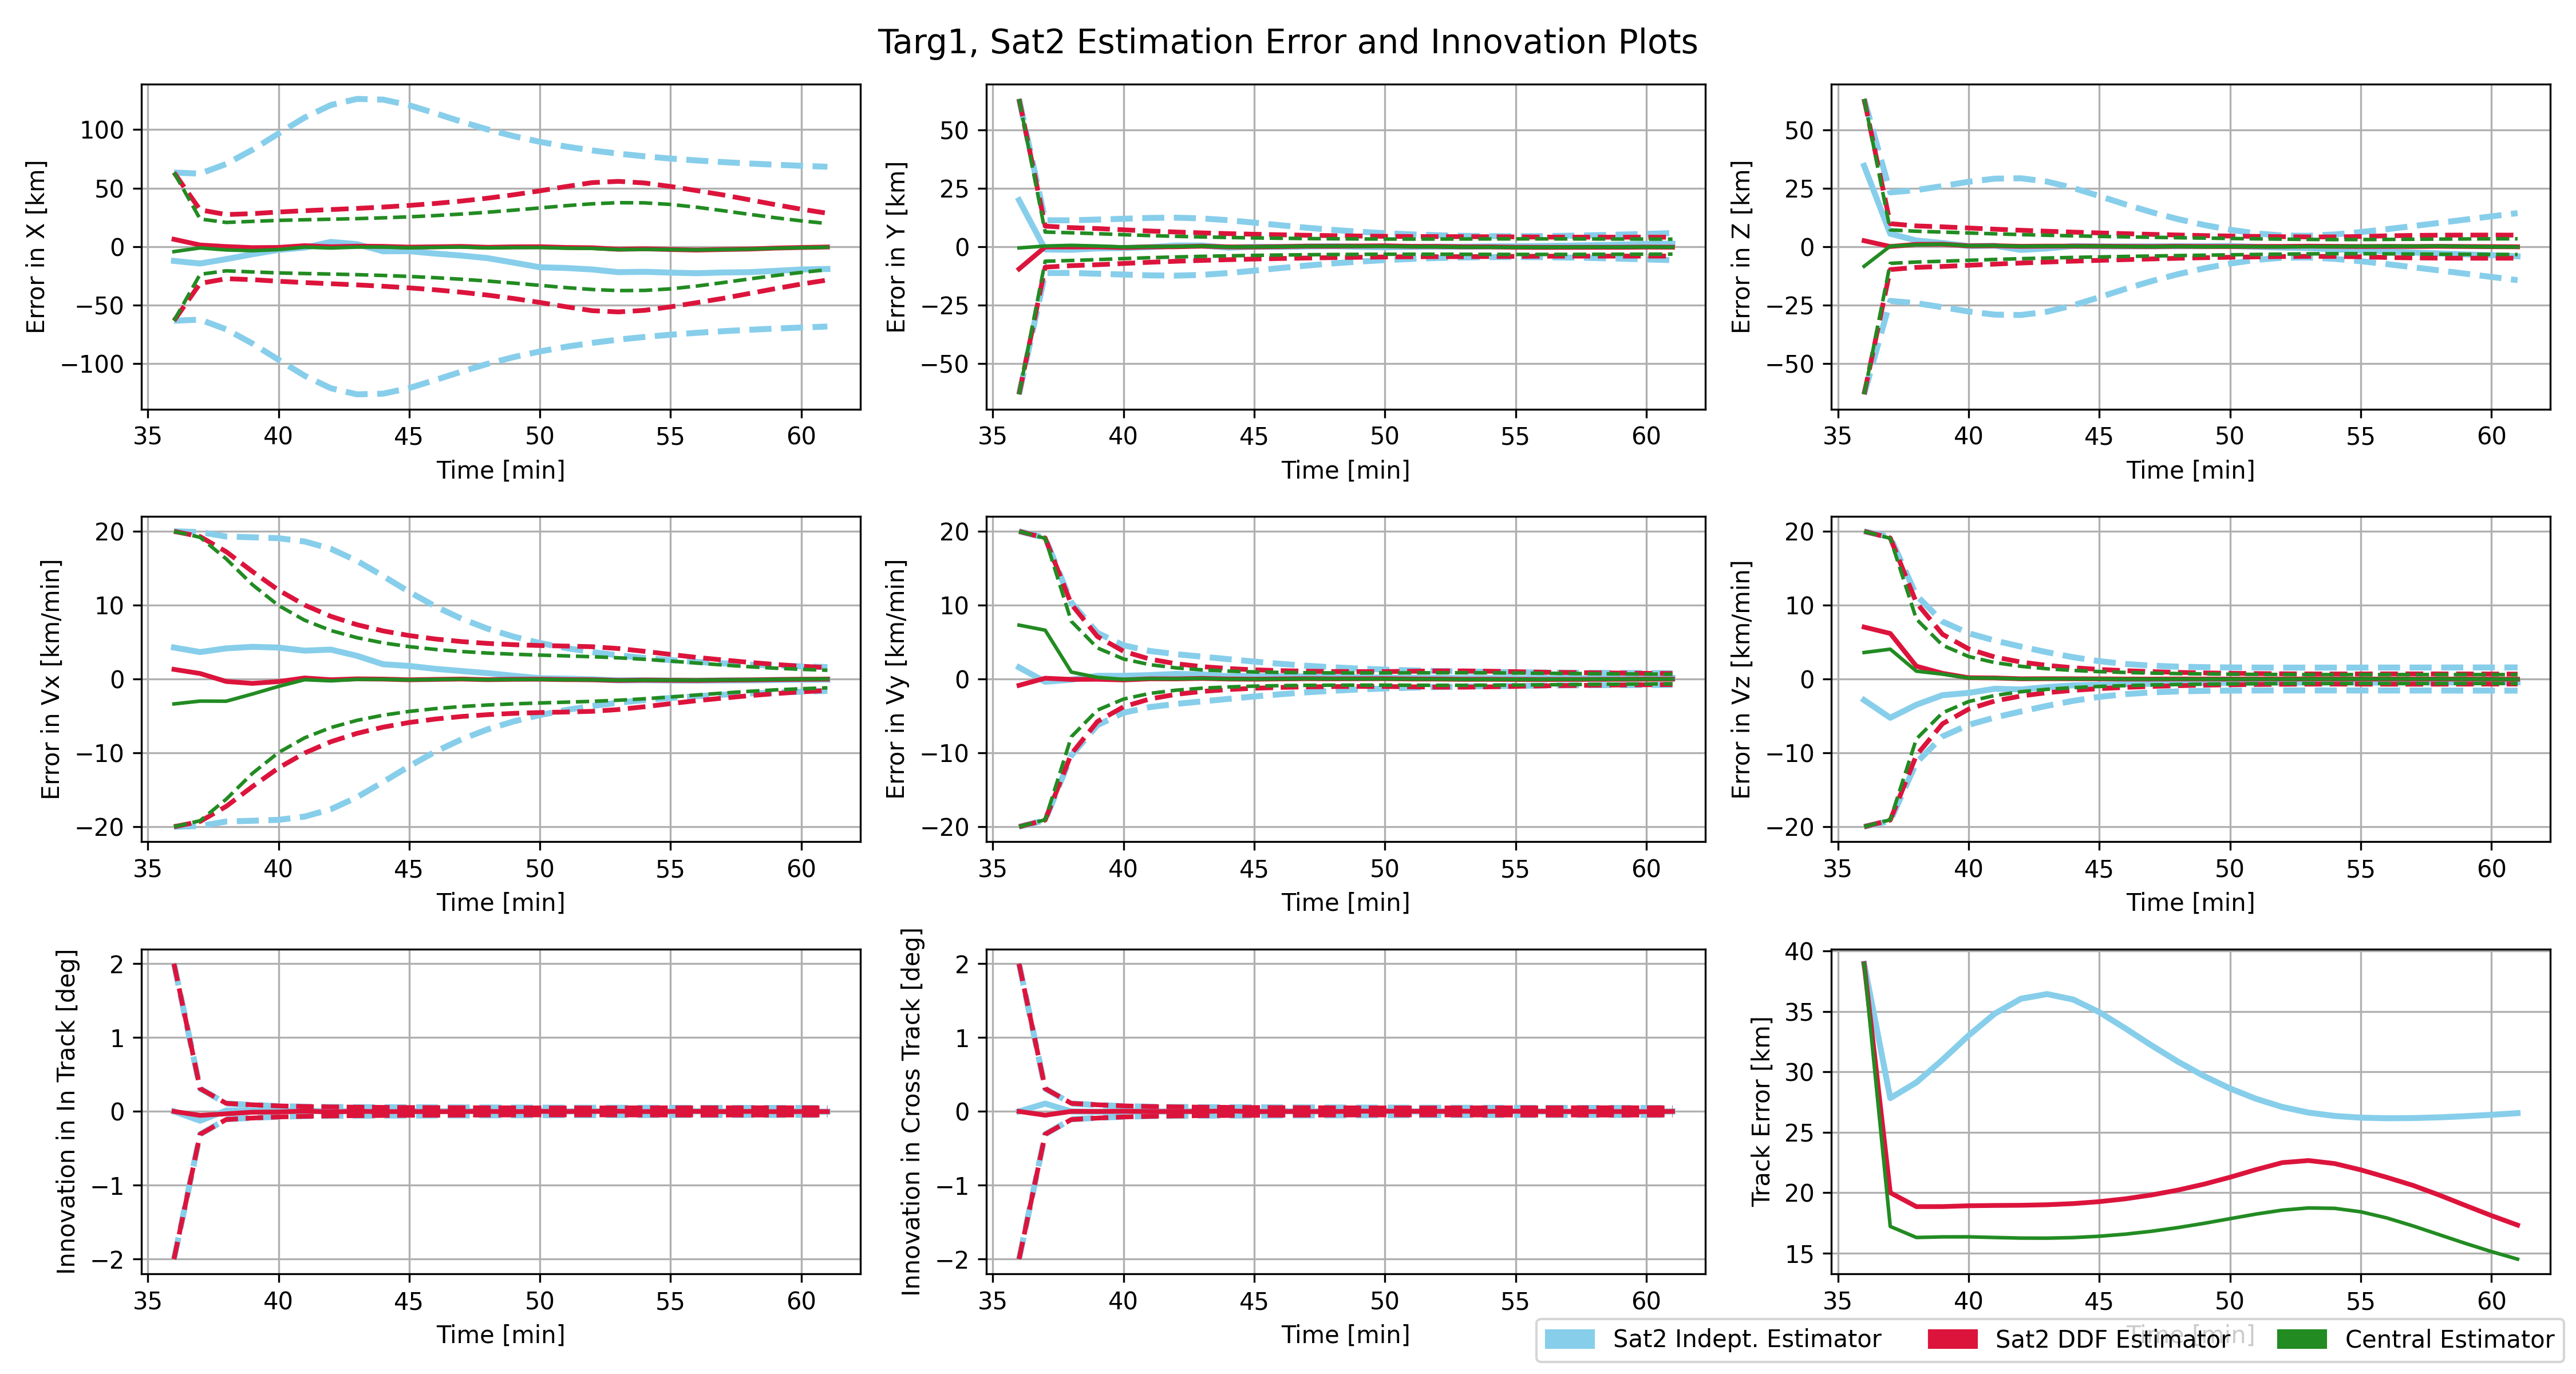 Targ1, Sat2 Estimation Error and Innovation Plots
Error in X [km]
100
50
0
−50
−100
35 40 45 50 55 60
Time [min]
Error in Y [km]
50
25
0
−25
−50
35 40 45 50 55 60
Time [min]
Error in Z [km]
50
25
0
−25
−50
35 40 45 50 55 60
Time [min]
Error in Vx [km/min]
20
10
0
−10
−20
35 40 45 50 55 60
Time [min]
Error in Vy [km/min]
20
10
0
−10
−20
35 40 45 50 55 60
Time [min]
Error in Vz [km/min]
20
10
0
−10
−20
35 40 45 50 55 60
Time [min]
Innovation in In Track [deg]
2
1
0
−1
−2
35 40 45 50 55 60
Time [min]
Innovation in Cross Track [deg]
2
1
0
−1
−2
35 40 45 50 55 60
Time [min]
Track Error [km]
40
35
30
25
20
15
35 40 45 50 55 60
Time [min]
Sat2 Indept. Estimator Sat2 DDF Estimator Central Estimator